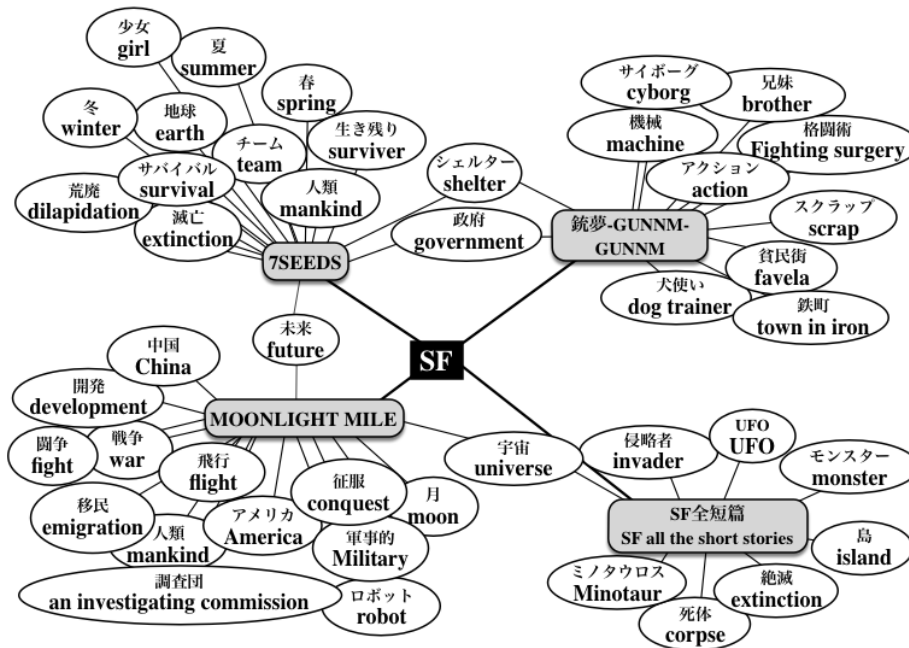 少女
girl
夏
summer
春
spring
冬
winter
地球
earth
チーム
team
生き残り
surviver
サバイバル
survival
人類
mankind
荒廃
dilapidation
滅亡
extinction
7SEEDS
シェルター
shelter
政府
government
サイボーグ
cyborg
兄妹
brother
機械
machine
格闘術
Fighting surgery
アクション
action
スクラップ
scrap
銃夢-GUNNM-
GUNNM
貧民街
favela
犬使い
dog trainer
鉄町
town in iron
未来
future
SF
中国
China
開発
development
MOONLIGHT MILE
闘争
fight
戦争
war
飛行
flight
征服
conquest
月
moon
移民
emigration
人類
mankind
アメリカ
America
軍事的
Military
調査団
an investigating commission
ロボット
robot
宇宙
universe
侵略者
invader
UFO
UFO
モンスター
monster
SF全短篇
SF all the short stories
島
island
ミノタウロス
Minotaur
絶滅
extinction
死体
corpse